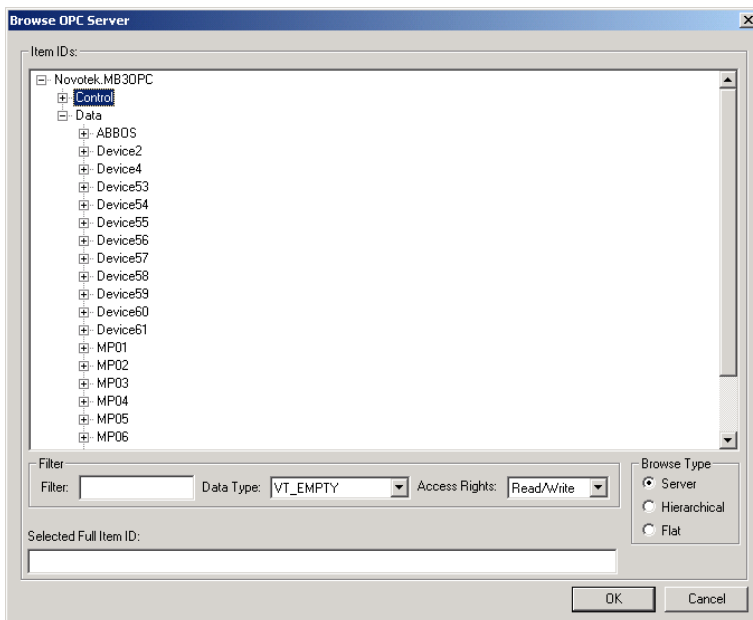 Browse OPC Server
Item IDs:
Novotek.MB3OPC
Control
Data
ABBOS
Device2
Device4
Device53
Device54
Device55
Device56
Device57
Device58
Device59
Device60
Device61
MP01
MP02
MP03
MP04
MP05
MP06
Filter
Filter: Data Type: VT_EMPTY Access Rights: Read/Write
Browse Type
Server
Hierarchical
Flat
Selected Full Item ID:
OK Cancel